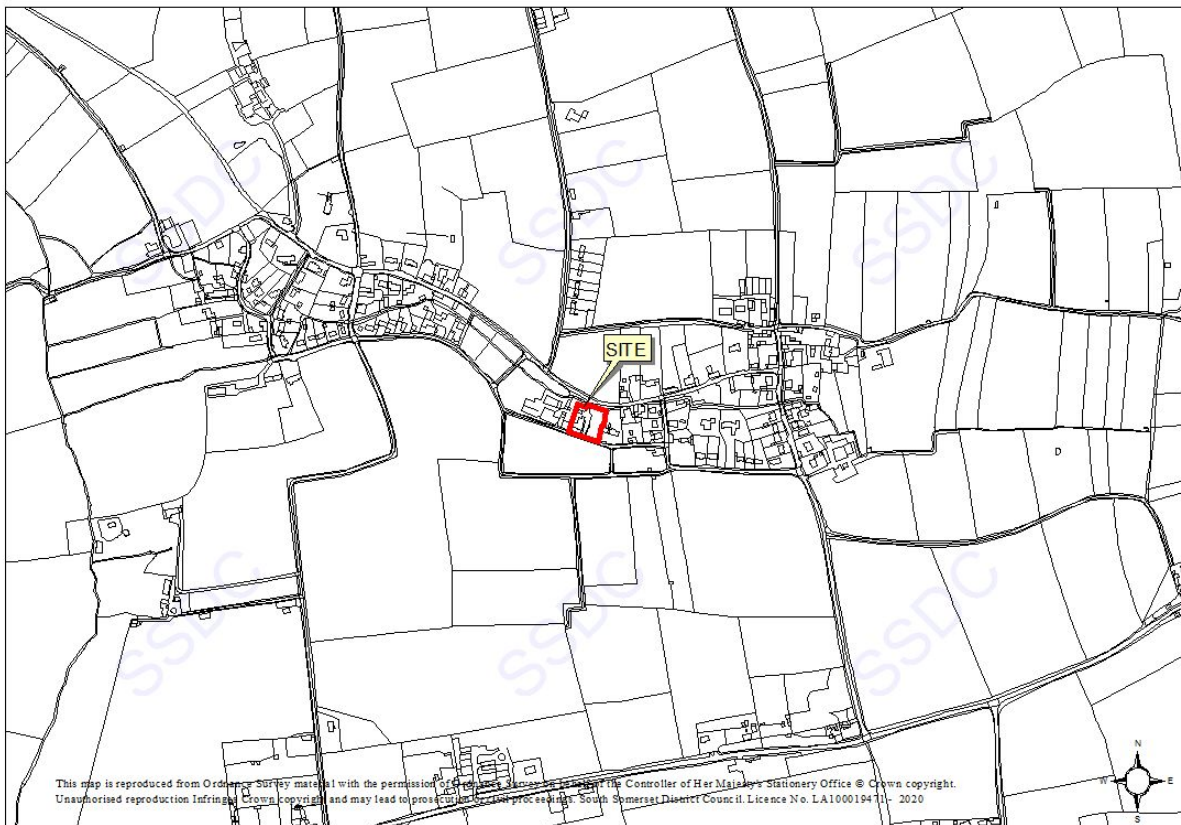 SSDC
SSDC
SSDC
SITE
SSDC
SSDC
SSDC
N
W E
S
D
This map is reproduced from Ordnance Survey material with the permission of Ordnance Survey on behalf of the Controller of Her Majesty's Stationery Office © Crown copyright.
Unauthorised reproduction Infringes Crown copyright and may lead to prosecution or civil proceedings. South Somerset District Council. Licence No. LA100019471 - 2020